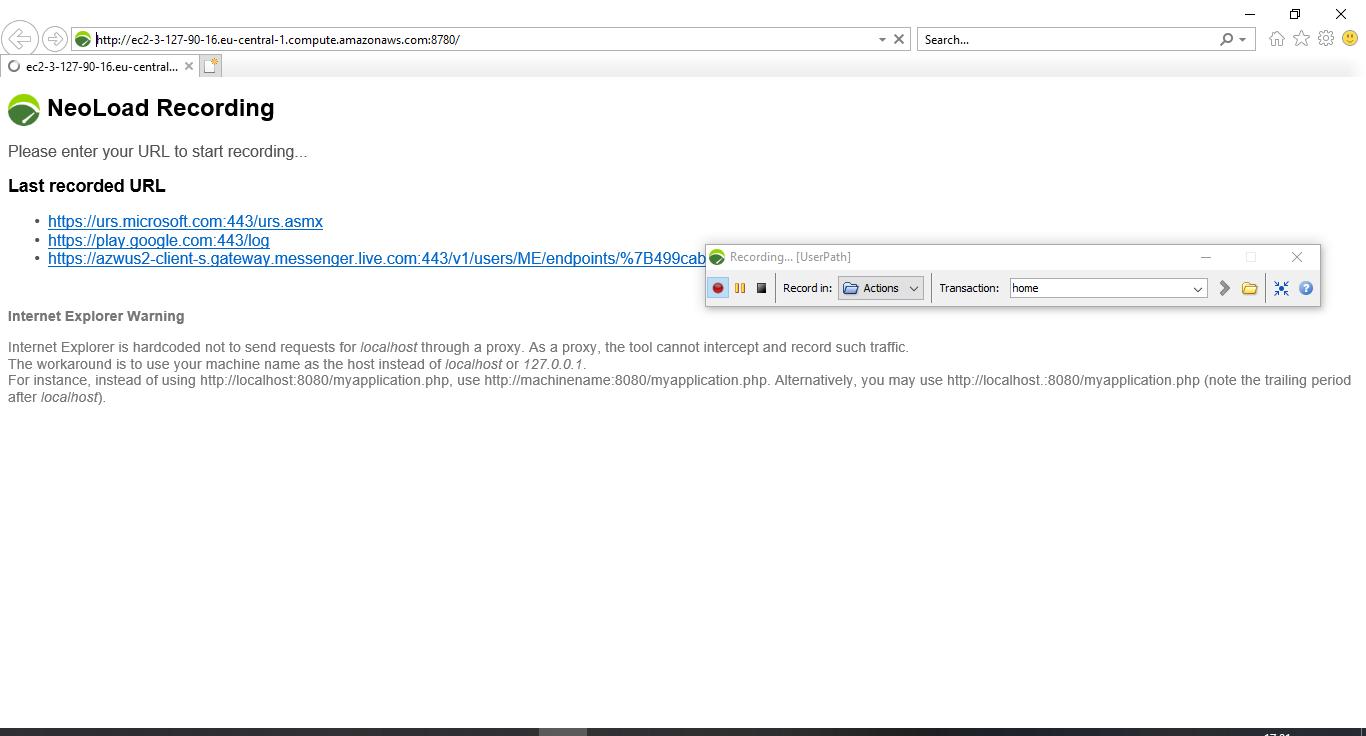 http://ec2-3-127-90-16.eu-central-1.compute.amazonaws.com:8780/
Search...
ec2-3-127-90-16.eu-central...
NeoLoad Recording
Please enter your URL to start recording...
Last recorded URL
• https://urs.microsoft.com:443/urs.asmx
• https://play.google.com:443/log
• https://azwus2-client-s.gateway.messenger.live.com:443/v1/users/ME/endpoints/%7B499cab
Recording... [UserPath]
Record in: Actions Transaction: home
Internet Explorer Warning
Internet Explorer is hardcoded not to send requests for localhost through a proxy. As a proxy, the tool cannot intercept and record such traffic.
The workaround is to use your machine name as the host instead of localhost or 127.0.0.1.
For instance, instead of using http://localhost:8080/myapplication.php, use http://machinename:8080/myapplication.php. Alternatively, you may use http://localhost.:8080/myapplication.php (note the trailing period
after localhost).